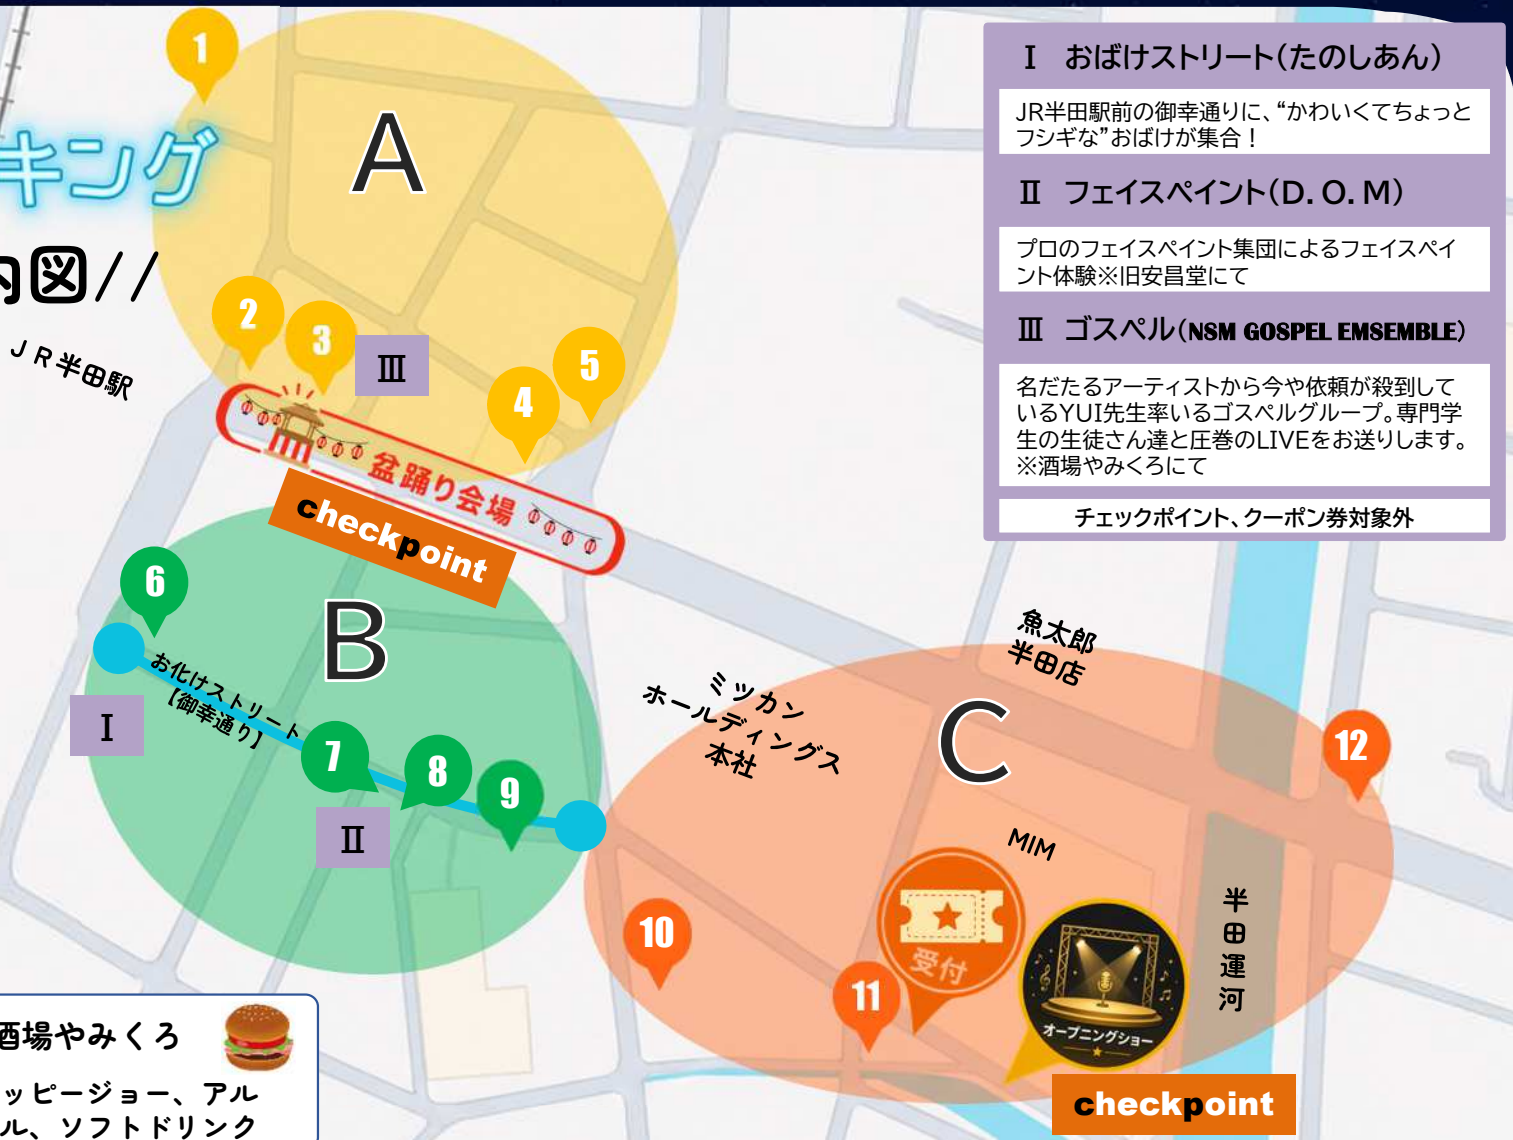 キング
内図//
JR半田駅
A
1
2
3
4
5
Ⅲ
盆踊り会場
checkpoint
B
6
お化けストリート
【御幸通り】
Ⅰ
7
8
9
Ⅱ
ミツカン
ホールディングス
本社
魚太郎
半田店
C
12
MIM
半田運河
10
11
受付
オープニングショー
checkpoint
Ⅰ おばけストリート(たのしあん)
JR半田駅前の御幸通りに、“かわいくてちょっと
フシギな”おばけが集合！
Ⅱ フェイスペイント(D.O.M)
プロのフェイスペイント集団によるフェイスペイ
ント体験※旧安昌堂にて
Ⅲ ゴスペル(NSM GOSPEL EMSEMBLE)
名だたるアーティストから今や依頼が殺到して
いるYUI先生率いるゴスペルグループ。専門学
生の生徒さん達と圧巻のLIVEをお送りします。
※酒場やみくろにて
チェックポイント、クーポン券対象外
酒場やみくろ
ッピージョー、アル
ル、ソフトドリンク